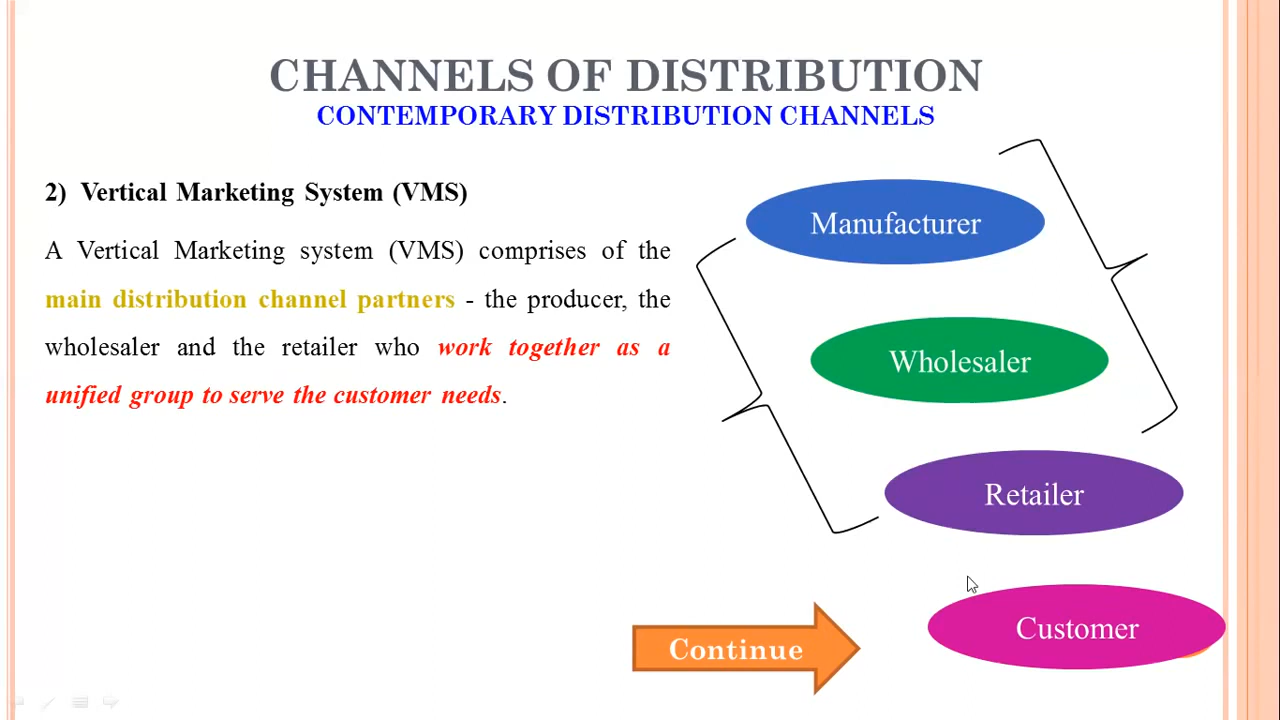 CHANNELS OF DISTRIBUTION
CONTEMPORARY DISTRIBUTION CHANNELS
2) Vertical Marketing System (VMS)
A Vertical Marketing system (VMS) comprises of the
main distribution channel partners - the producer, the
wholesaler and the retailer who work together as a
unified group to serve the customer needs.
Manufacturer
Wholesaler
Retailer
Customer
Continue